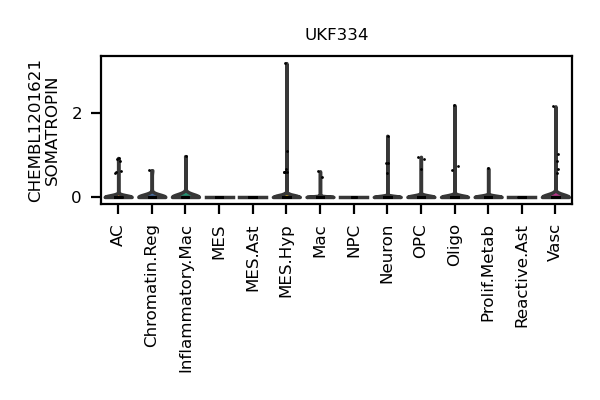 UKF334
CHEMBL1201621
SOMATROPIN
2
0
AC
Chromatin.Reg
Inflammatory.Mac
MES
MES.Ast
MES.Hyp
Mac
NPC
Neuron
OPC
Oligo
Prolif.Metab
Reactive.Ast
Vasc